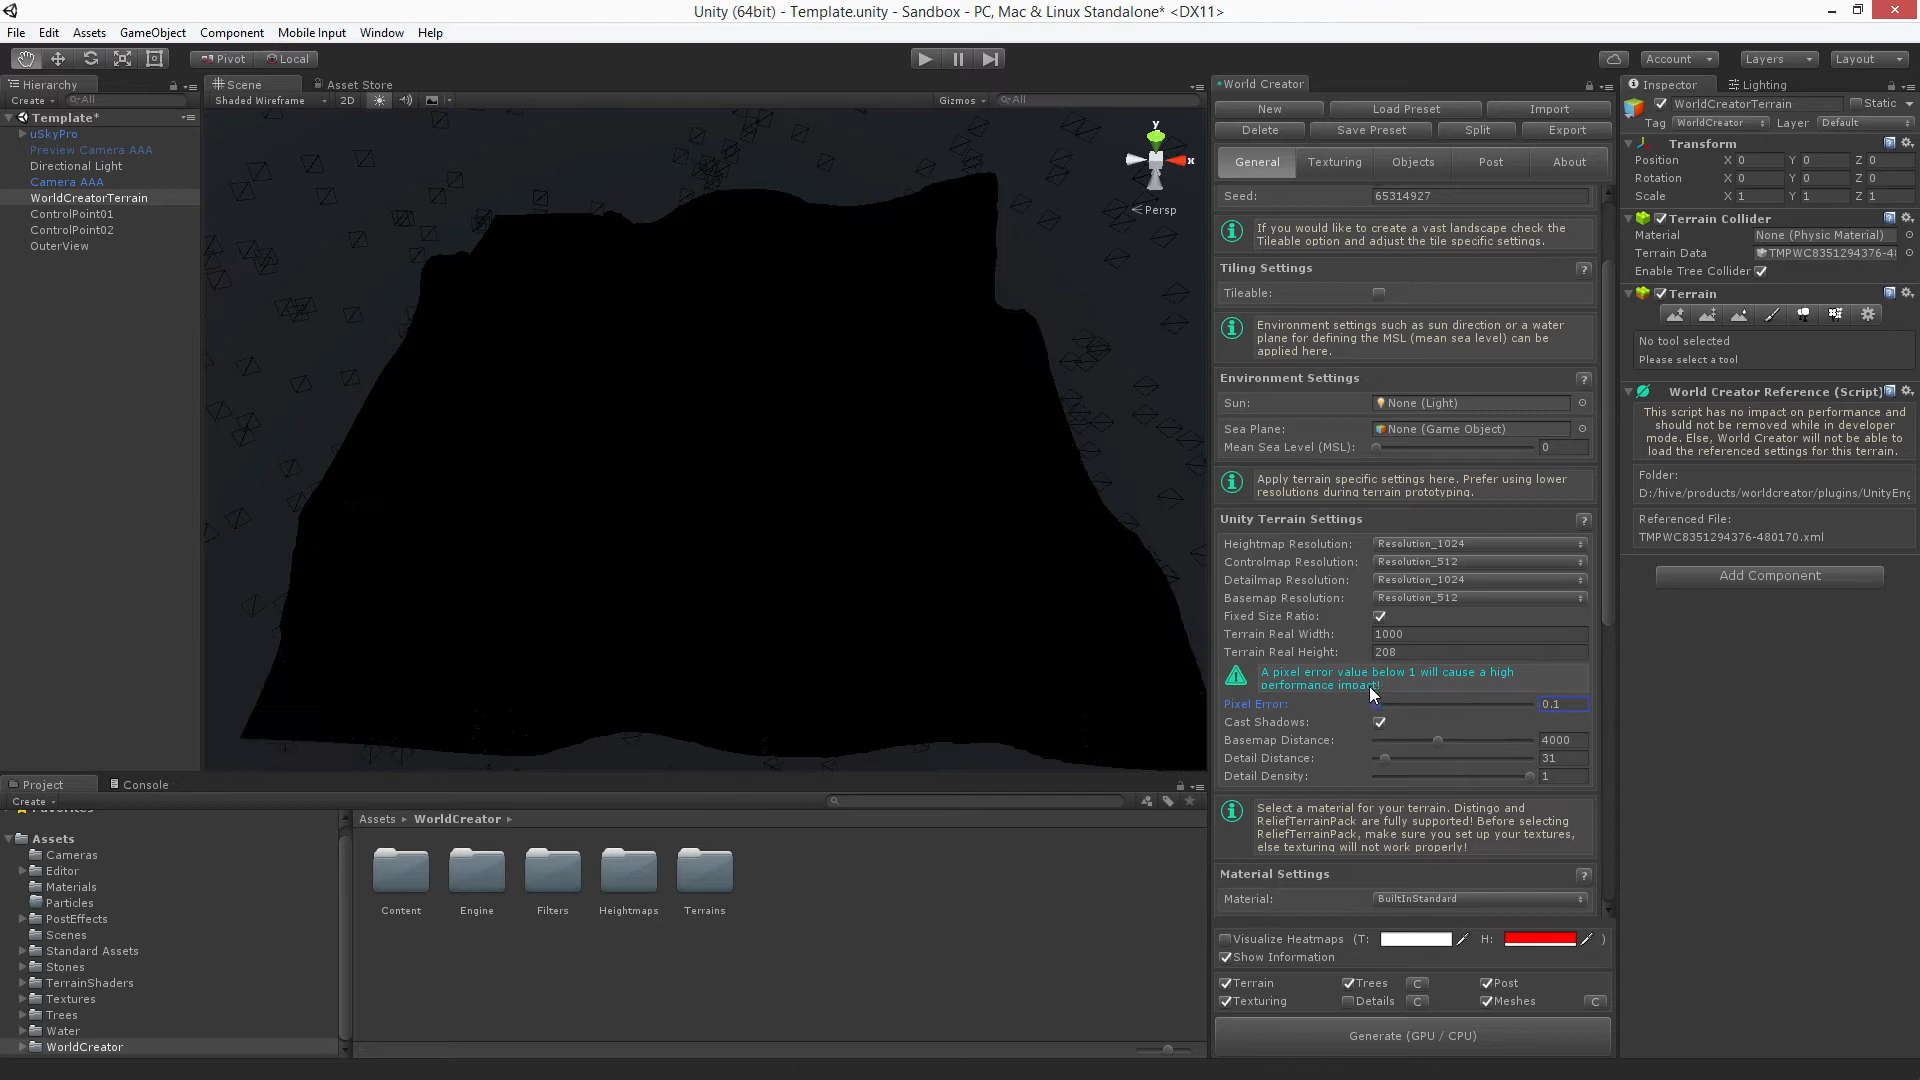 Unity (64bit) - Template.unity - Sandbox - PC, Mac & Linux Standalone* <DX11>
File Edit Assets GameObject Component Mobile Input Window Help
Pivot Local Account Layers Layout
Hierarchy
Create All
Template*
uSkyPro
Preview Camera AAA
Directional Light
Camera AAA
WorldCreatorTerrain
ControlPoint01
ControlPoint02
OuterView
Scene Asset Store
Shaded Wireframe 2D Gizmos All
y
x
Persp
World Creator
New Load Preset Import
Delete Save Preset Split Export
General Texturing Objects Post About
Seed: 65314927
If you would like to create a vast landscape check the
Tileable option and adjust the tile specific settings.
Tiling Settings ?
Tileable:
Environment settings such as sun direction or a water
plane for defining the MSL (mean sea level) can be
applied here.
Environment Settings ?
Sun: None (Light)
Sea Plane: None (Game Object)
Mean Sea Level (MSL): 0
Apply terrain specific settings here. Prefer using lower
resolutions during terrain prototyping.
Unity Terrain Settings ?
Heightmap Resolution: Resolution_1024
Controlmap Resolution: Resolution_512
Detailmap Resolution: Resolution_1024
Basemap Resolution: Resolution_512
Fixed Size Ratio:
Terrain Real Width: 1000
Terrain Real Height: 208
A pixel error value below 1 will cause a high
performance impact!
Pixel Error: 0.1
Cast Shadows:
Basemap Distance: 4000
Detail Distance: 31
Detail Density: 1
Select a material for your terrain. Distingo and
ReliefTerrainPack are fully supported! Before selecting
ReliefTerrainPack, make sure you set up your textures,
else texturing will not work properly!
Material Settings ?
Material: BuiltInStandard
Visualize Heatmaps (T: H: )
Show Information
Terrain Trees C Post
Texturing Details C Meshes C
Generate (GPU / CPU)
Inspector Lighting
WorldCreatorTerrain Static
Tag WorldCreator Layer Default
Transform
Position X 0 Y 0 Z 0
Rotation X 0 Y 0 Z 0
Scale X 1 Y 1 Z 1
Terrain Collider
Material None (Physic Material)
Terrain Data TMPWC8351294376-4
Enable Tree Collider
Terrain
No tool selected
Please select a tool
World Creator Reference (Script)
This script has no impact on performance and
should not be removed while in developer
mode. Else, World Creator will not be able to
load the referenced settings for this terrain.
Folder:
D:/hive/products/worldcreator/plugins/UnityEng
Referenced File:
TMPWC8351294376-480170.xml
Add Component
Project Console
Create
Assets
Cameras
Editor
Materials
Particles
PostEffects
Scenes
Standard Assets
Stones
TerrainShaders
Textures
Trees
Water
WorldCreator
Assets WorldCreator
Content Engine Filters Heightmaps Terrains